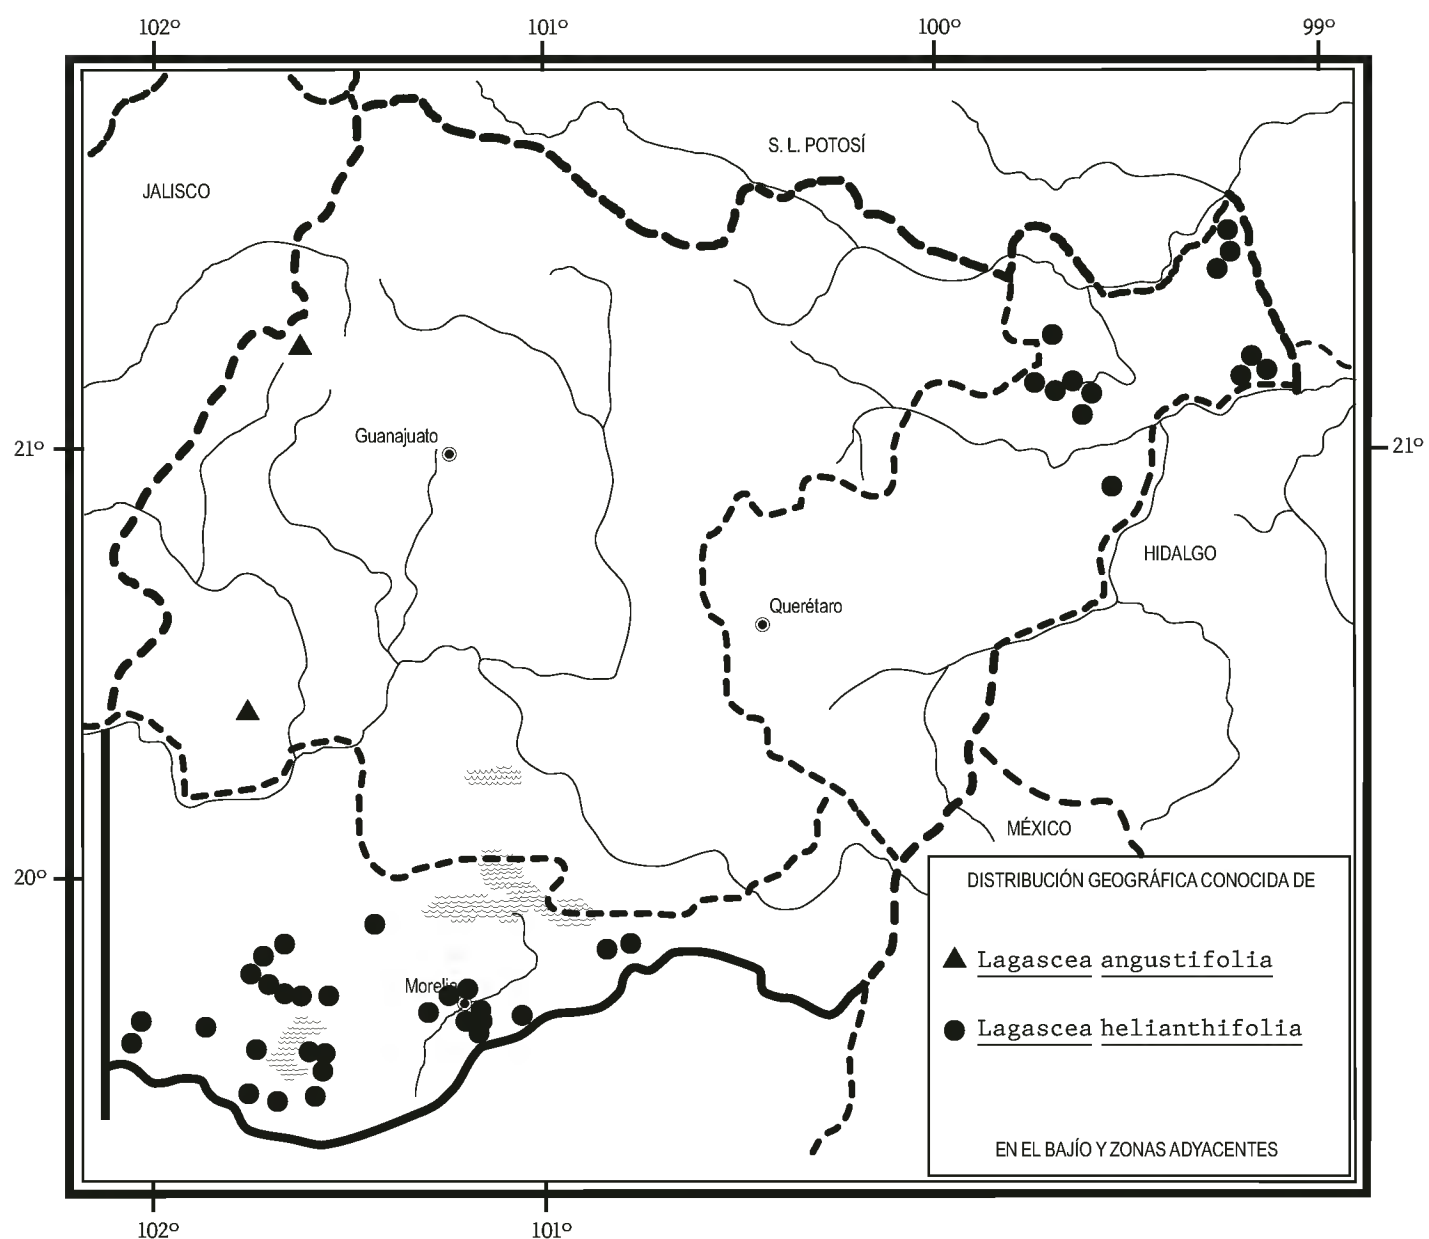 102º 101º 100º 99º
S. L. POTOSÍ
JALISCO
Guanajuato
21º 21º
HIDALGO
Querétaro
MÉXICO
20º
DISTRIBUCIÓN GEOGRÁFICA CONOCIDA DE
Lagascea angustifolia
Morelia
Lagascea helianthifolia
EN EL BAJÍO Y ZONAS ADYACENTES
102º 101º